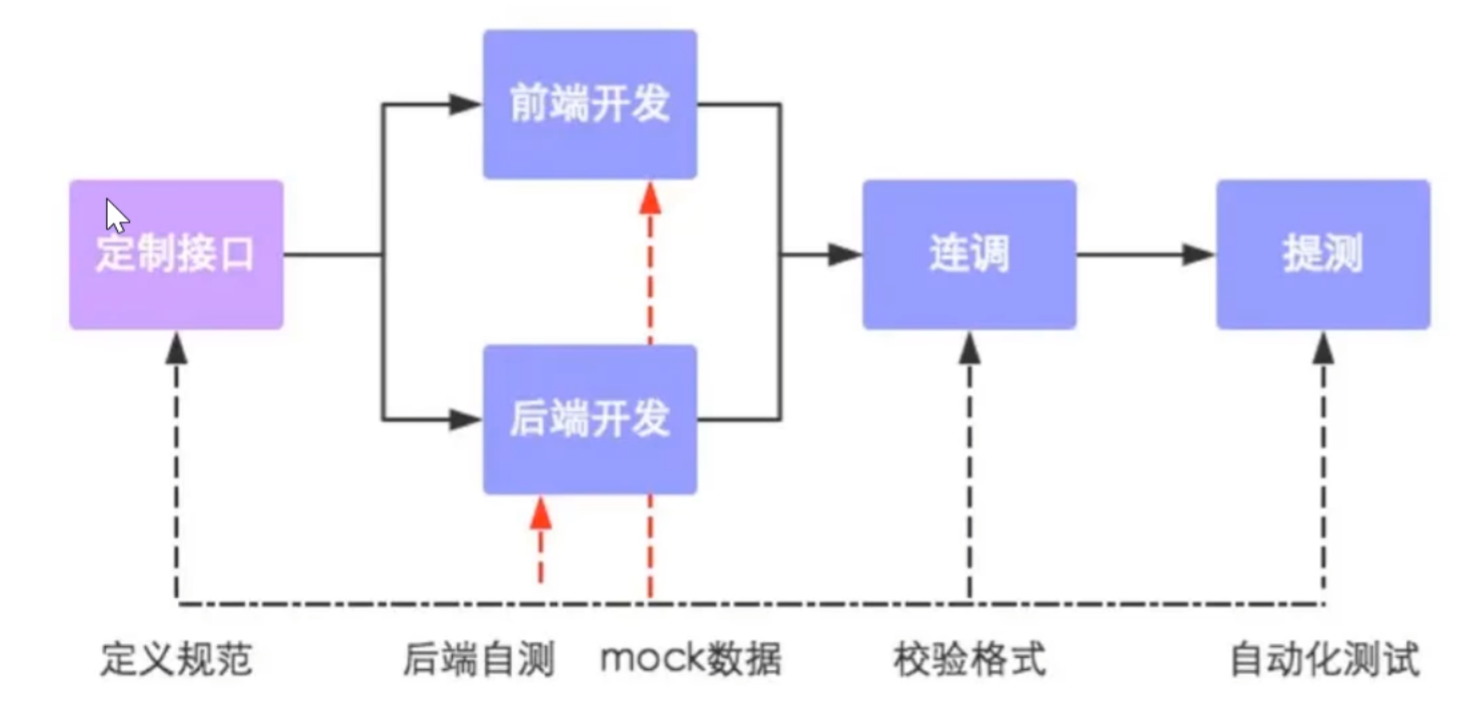 前端开发
定制接口
连调
提测
后端开发
定义规范
后端自测
mock数据
校验格式
自动化测试